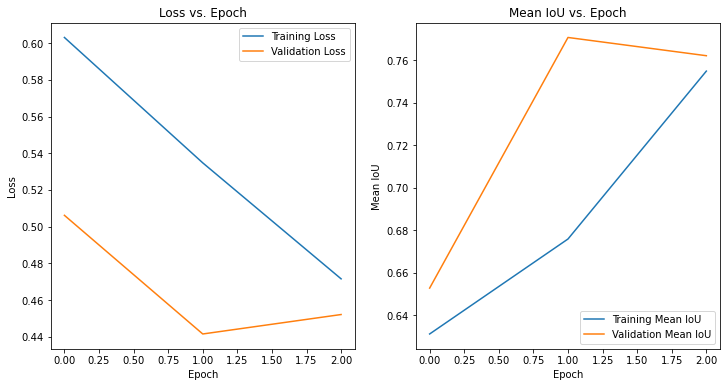 Loss vs. Epoch
Training Loss
Validation Loss
0.60
0.58
0.56
0.54
0.52
0.50
0.48
0.46
0.44
Loss
0.00 0.25 0.50 0.75 1.00 1.25 1.50 1.75 2.00
Epoch
Mean IoU vs. Epoch
0.76
0.74
0.72
0.70
0.68
0.66
0.64
Mean IoU
Training Mean IoU
Validation Mean IoU
0.00 0.25 0.50 0.75 1.00 1.25 1.50 1.75 2.00
Epoch